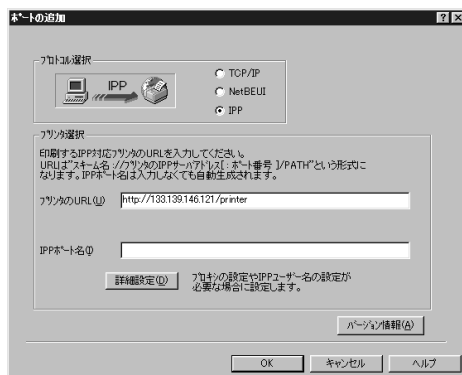 ﾎﾟｰﾄの追加
ﾌﾟﾛﾄｺﾙ選択
IPP
TCP/IP
NetBEUI
IPP
ﾌﾟﾘﾝﾀ選択
印刷するIPP対応ﾌﾟﾘﾝﾀのURLを入力してください。
URLは"ｽｷｰﾑ名://ﾌﾟﾘﾝﾀのIPPｻｰﾊﾞｱﾄﾞﾚｽ[:ﾎﾟｰﾄ番号]/PATH"という形式に
なります。IPPﾎﾟｰﾄ名は入力しなくても自動生成されます。
ﾌﾟﾘﾝﾀのURL(U)
http://133.139.146.121/printer
IPPﾎﾟｰﾄ名(I)
詳細設定(D)
ﾌﾟﾛｷｼの設定やIPPﾕｰｻﾞｰ名の設定が
必要な場合に設定します。
ﾊﾞｰｼﾞｮﾝ情報(A)
OK
ｷｬﾝｾﾙ
ﾍﾙﾌﾟ